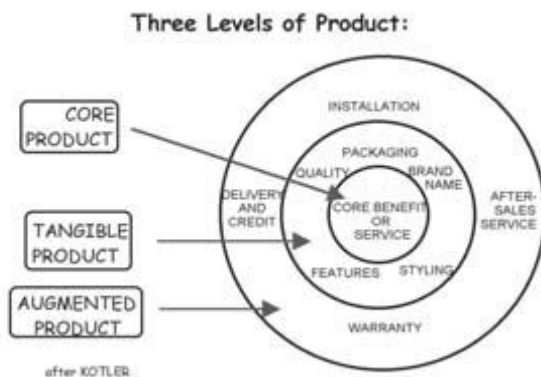 Three Levels of Product:
CORE
PRODUCT
TANGIBLE
PRODUCT
AUGMENTED
PRODUCT
after KOTLER
INSTALLATION
PACKAGING
QUALITY
BRAND
NAME
DELIVERY
AND
CREDIT
CORE BENEFIT
OR
SERVICE
AFTER-
SALES
SERVICE
FEATURES
STYLING
WARRANTY